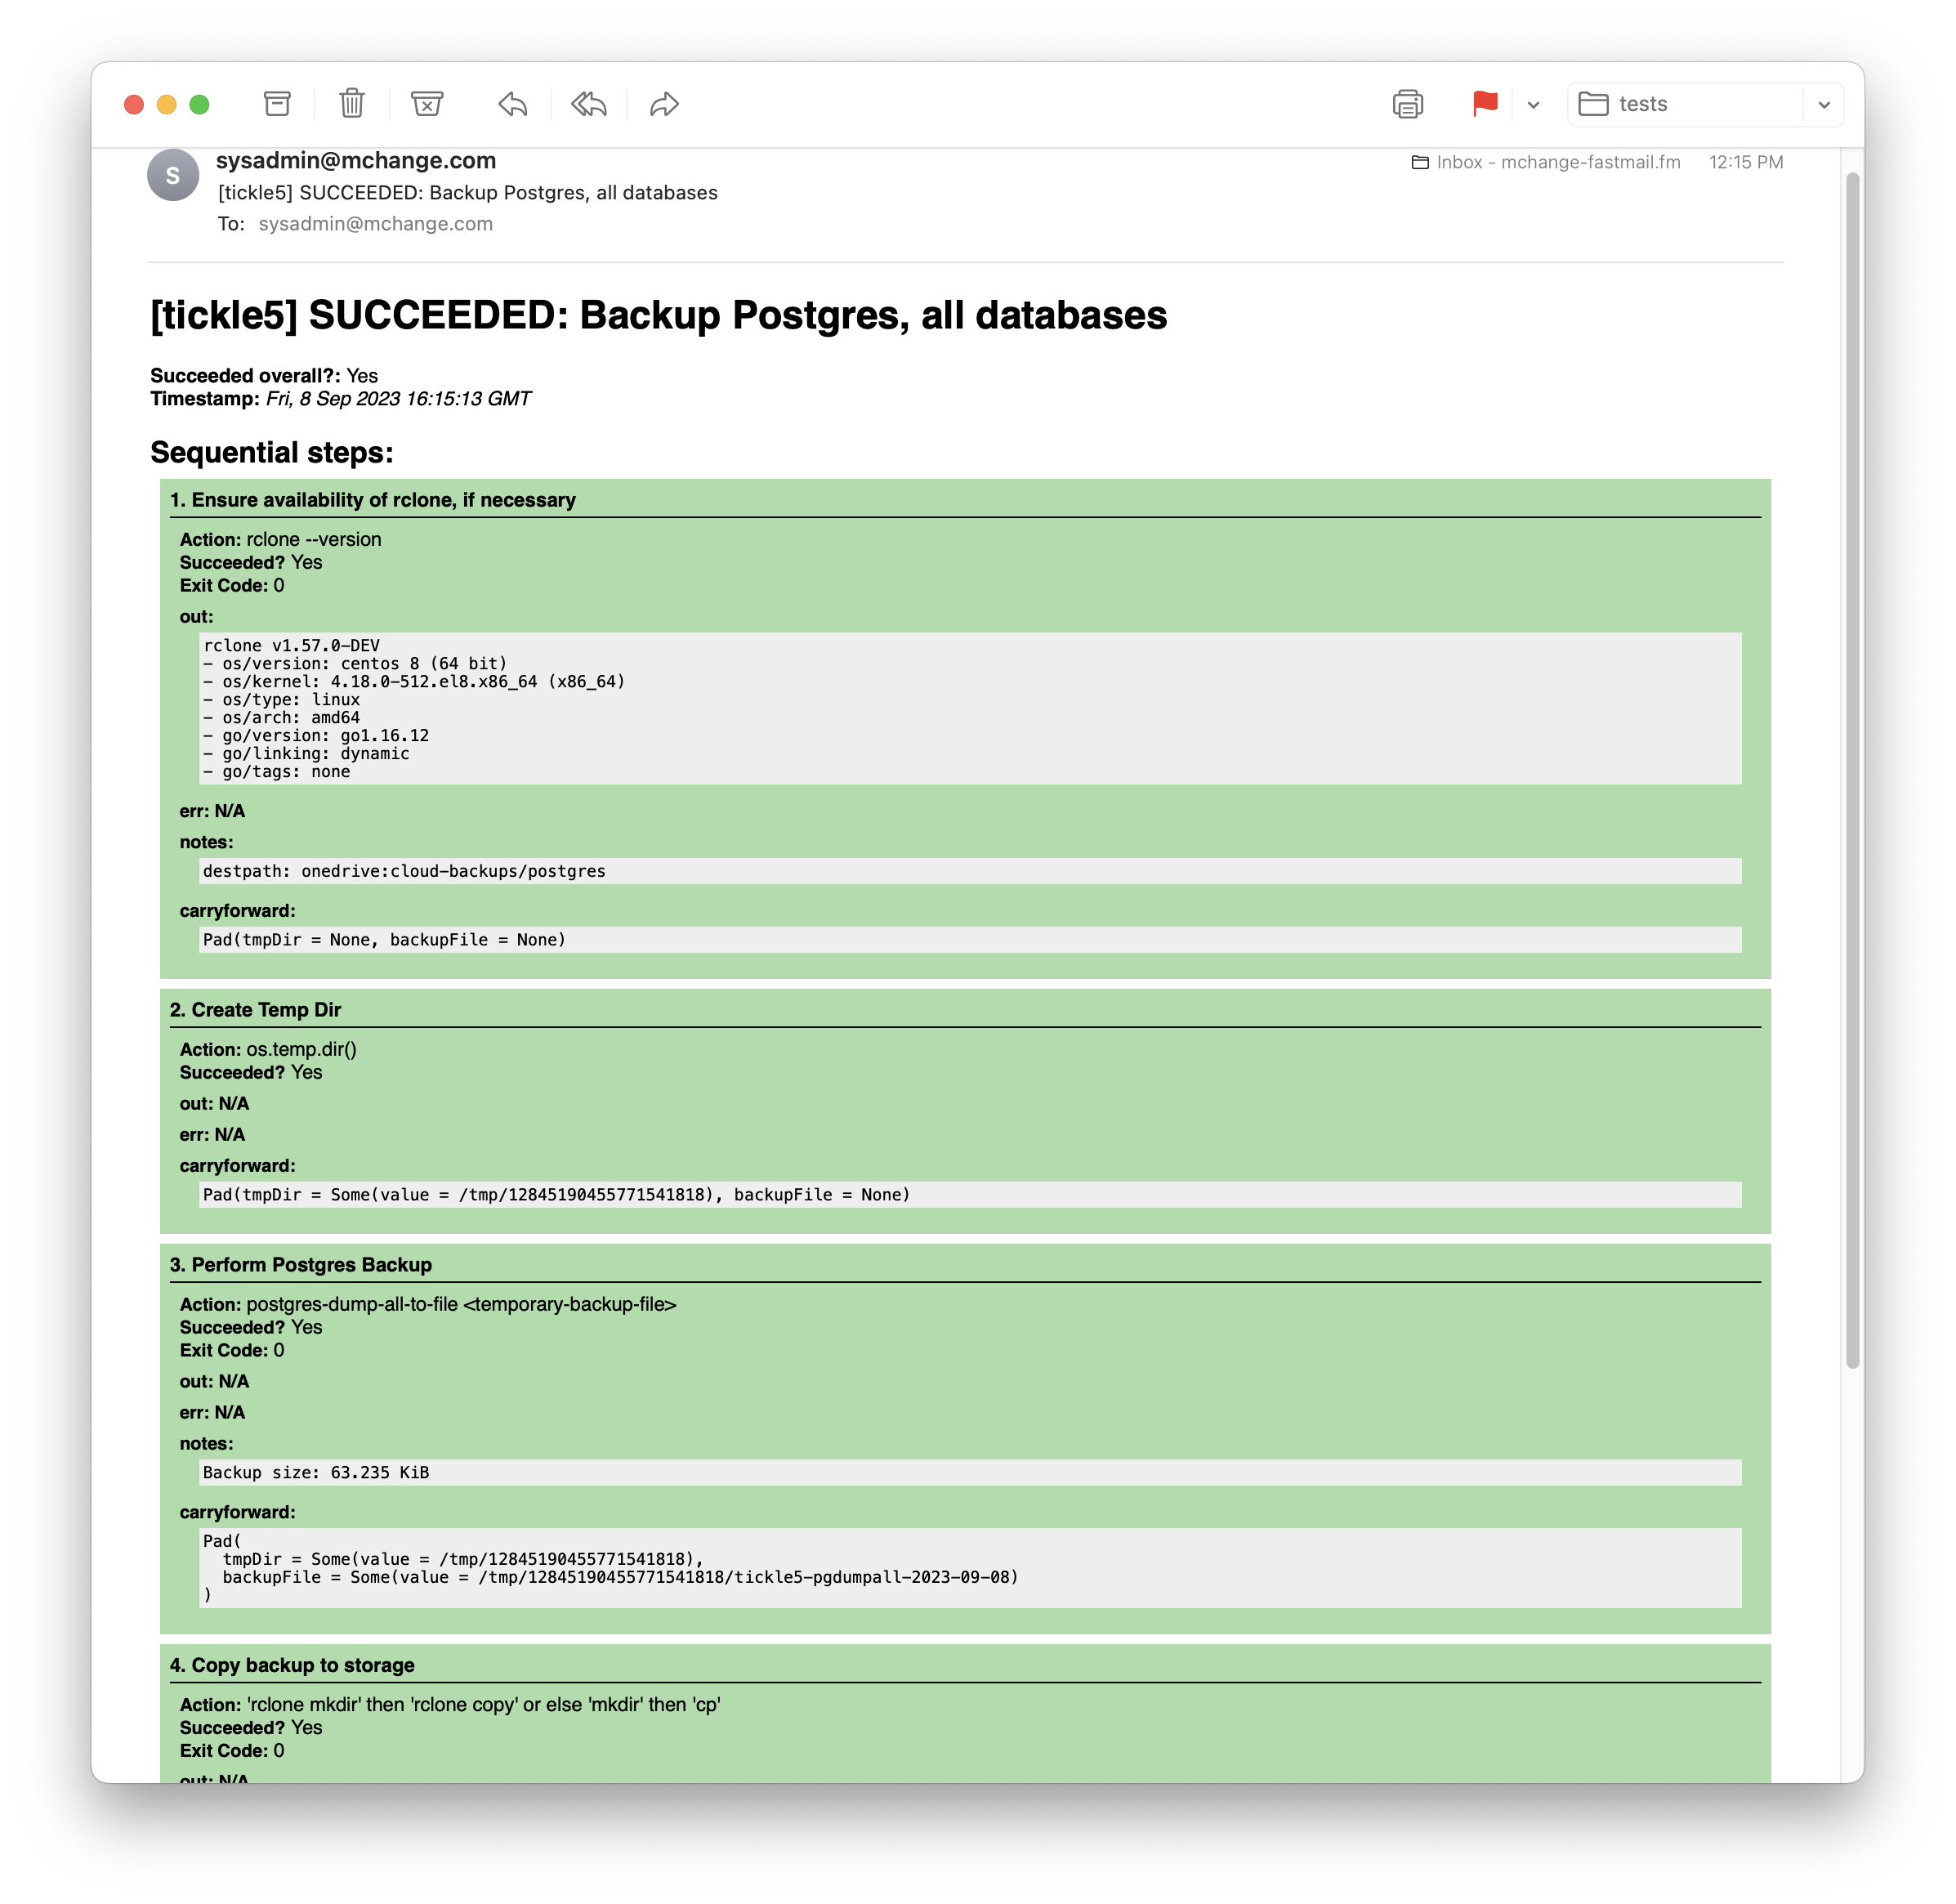 tests
S
sysadmin@mchange.com
Inbox - mchange-fastmail.fm 12:15 PM
[tickle5] SUCCEEDED: Backup Postgres, all databases
To: sysadmin@mchange.com
[tickle5] SUCCEEDED: Backup Postgres, all databases
Succeeded overall?: Yes
Timestamp: Fri, 8 Sep 2023 16:15:13 GMT
Sequential steps:
1. Ensure availability of rclone, if necessary
Action: rclone --version
Succeeded? Yes
Exit Code: 0
out:
rclone v1.57.0-DEV
- os/version: centos 8 (64 bit)
- os/kernel: 4.18.0-512.el8.x86_64 (x86_64)
- os/type: linux
- os/arch: amd64
- go/version: go1.16.12
- go/linking: dynamic
- go/tags: none
err: N/A
notes:
destpath: onedrive:cloud-backups/postgres
carryforward:
Pad(tmpDir = None, backupFile = None)
2. Create Temp Dir
Action: os.temp.dir()
Succeeded? Yes
out: N/A
err: N/A
carryforward:
Pad(tmpDir = Some(value = /tmp/12845190455771541818), backupFile = None)
3. Perform Postgres Backup
Action: postgres-dump-all-to-file <temporary-backup-file>
Succeeded? Yes
Exit Code: 0
out: N/A
err: N/A
notes:
Backup size: 63.235 KiB
carryforward:
Pad(
  tmpDir = Some(value = /tmp/12845190455771541818),
  backupFile = Some(value = /tmp/12845190455771541818/tickle5-pgdumpall-2023-09-08)
)
4. Copy backup to storage
Action: 'rclone mkdir' then 'rclone copy' or else 'mkdir' then 'cp'
Succeeded? Yes
Exit Code: 0
out: N/A